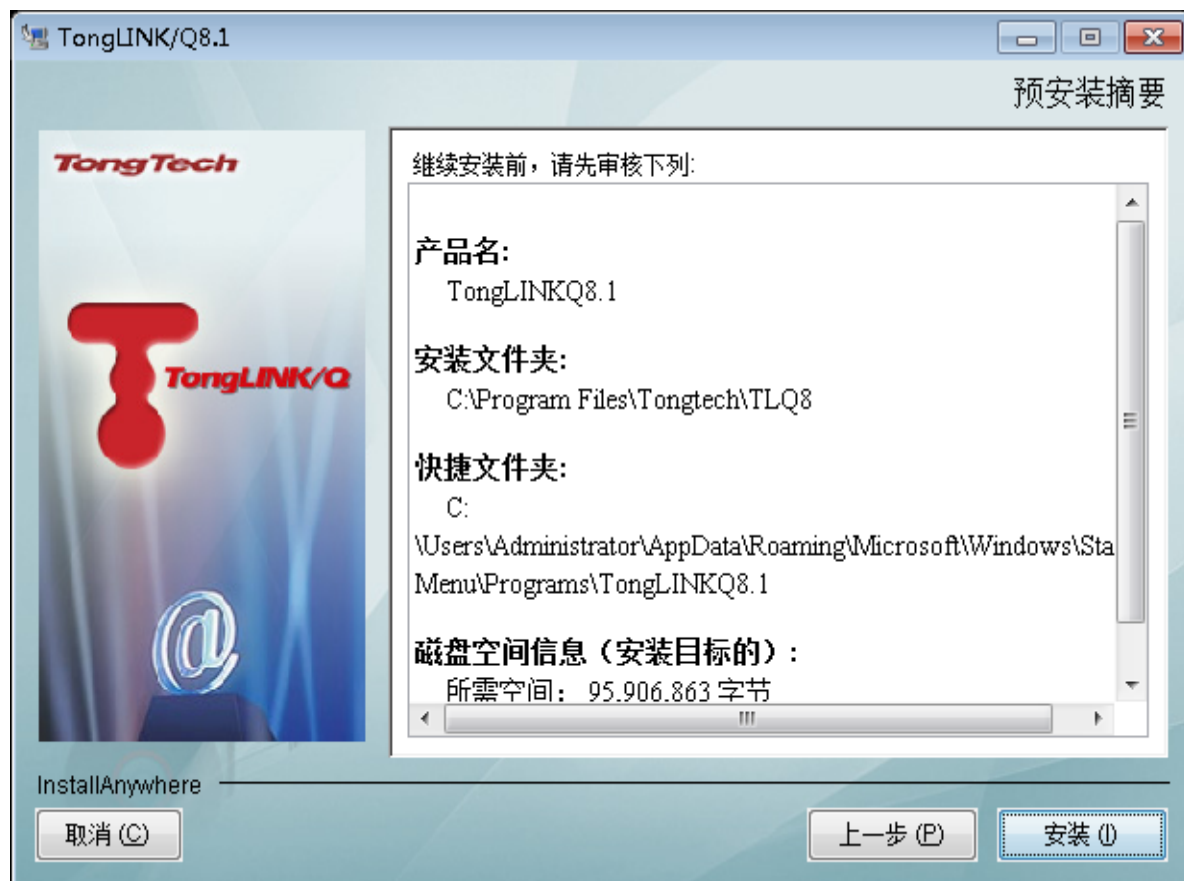 TongLINK/Q8.1
预安装摘要
TongTech
TongLINK/Q
继续安装前，请先审核下列:
产品名:
TongLINKQ8.1
安装文件夹:
C:\Program Files\Tongtech\TLQ8
快捷文件夹:
C:
\Users\Administrator\AppData\Roaming\Microsoft\Windows\Sta
Menu\Programs\TongLINKQ8.1
磁盘空间信息（安装目标的）:
所需空间： 95,906,863 字节
InstallAnywhere
取消 (C)
上一步 (P)
安装 (I)